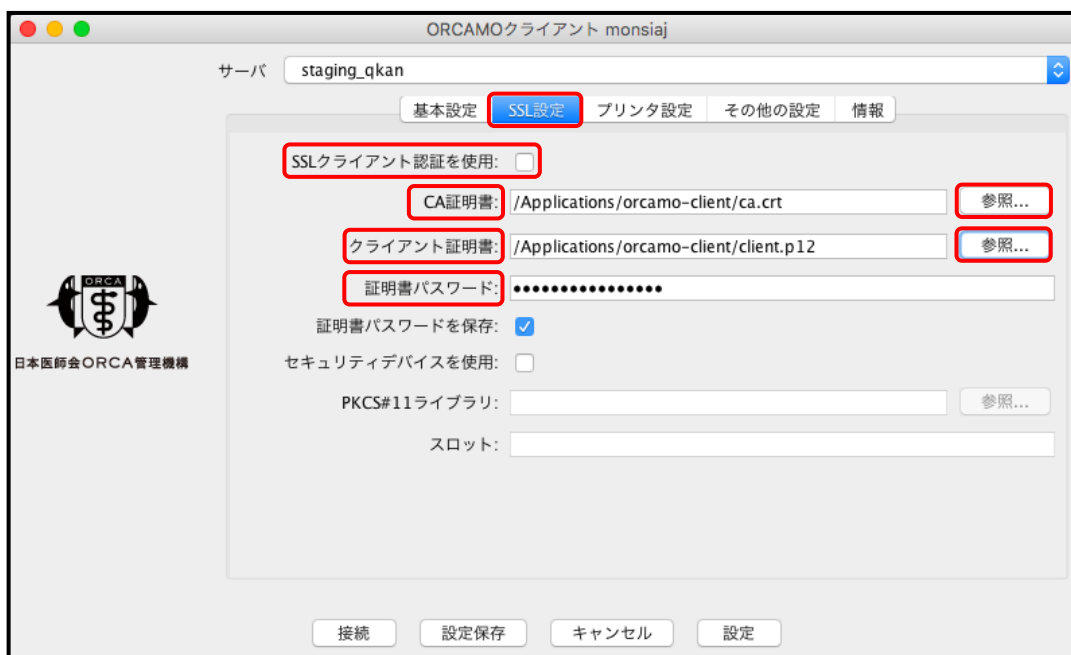 ORCAMOクライアント monsiaj
サーバ staging_qkan
基本設定 SSL設定 プリンタ設定 その他の設定 情報
SSLクライアント認証を使用:
CA証明書: /Applications/orcamo-client/ca.crt 参照...
クライアント証明書: /Applications/orcamo-client/client.p12 参照...
証明書パスワード: ••••••••••••••••
証明書パスワードを保存:
セキュリティデバイスを使用:
PKCS#11ライブラリ: 参照...
スロット:
ORCA
日本医師会ORCA管理機構
接続 設定保存 キャンセル 設定